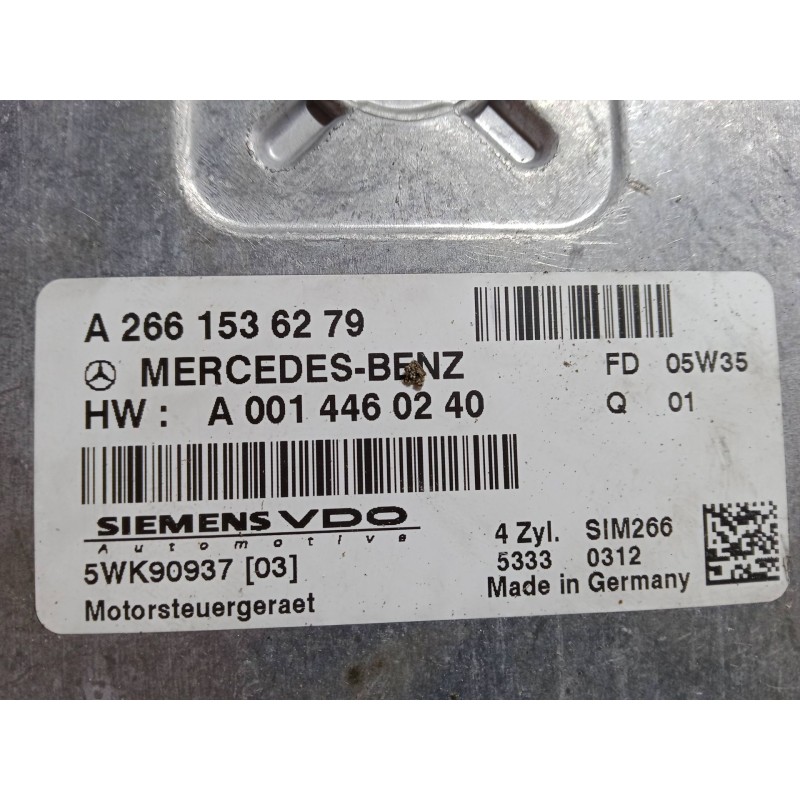 A 266 153 62 79
MERCEDES-BENZ FD 05W35
HW : A 001 446 02 40 Q 01
SIEMENS VDO
Automotive
4 Zyl. SIM266
5WK90937 [03] 5333 0312
Motorsteuergeraet Made in Germany